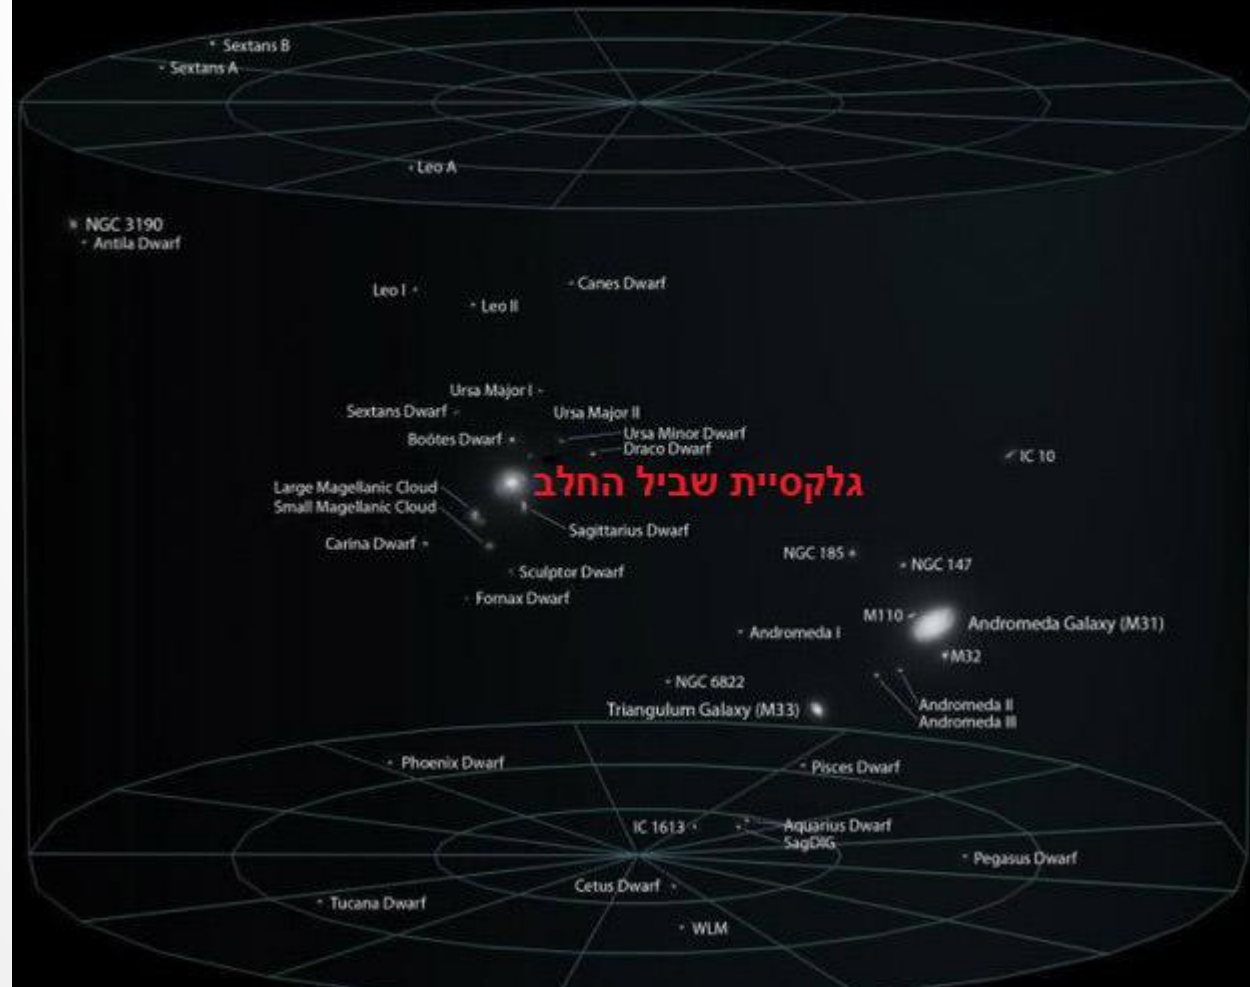 Sextans B
Sextans A
Leo A
NGC 3190
Antila Dwarf
Canes Dwarf
Leo I
Leo II
Ursa Major I
Sextans Dwarf
Ursa Major II
Ursa Minor Dwarf
Boötes Dwarf
Draco Dwarf
IC 10
גלקסיית שביל החלב
Large Magellanic Cloud
Small Magellanic Cloud
Sagittarius Dwarf
Carina Dwarf
NGC 185
NGC 147
Sculptor Dwarf
Fornax Dwarf
M110
Andromeda Galaxy (M31)
Andromeda I
M32
NGC 6822
Andromeda II
Triangulum Galaxy (M33)
Andromeda III
Phoenix Dwarf
Pisces Dwarf
IC 1613
Aquarius Dwarf
SagDIG
Pegasus Dwarf
Cetus Dwarf
Tucana Dwarf
WLM